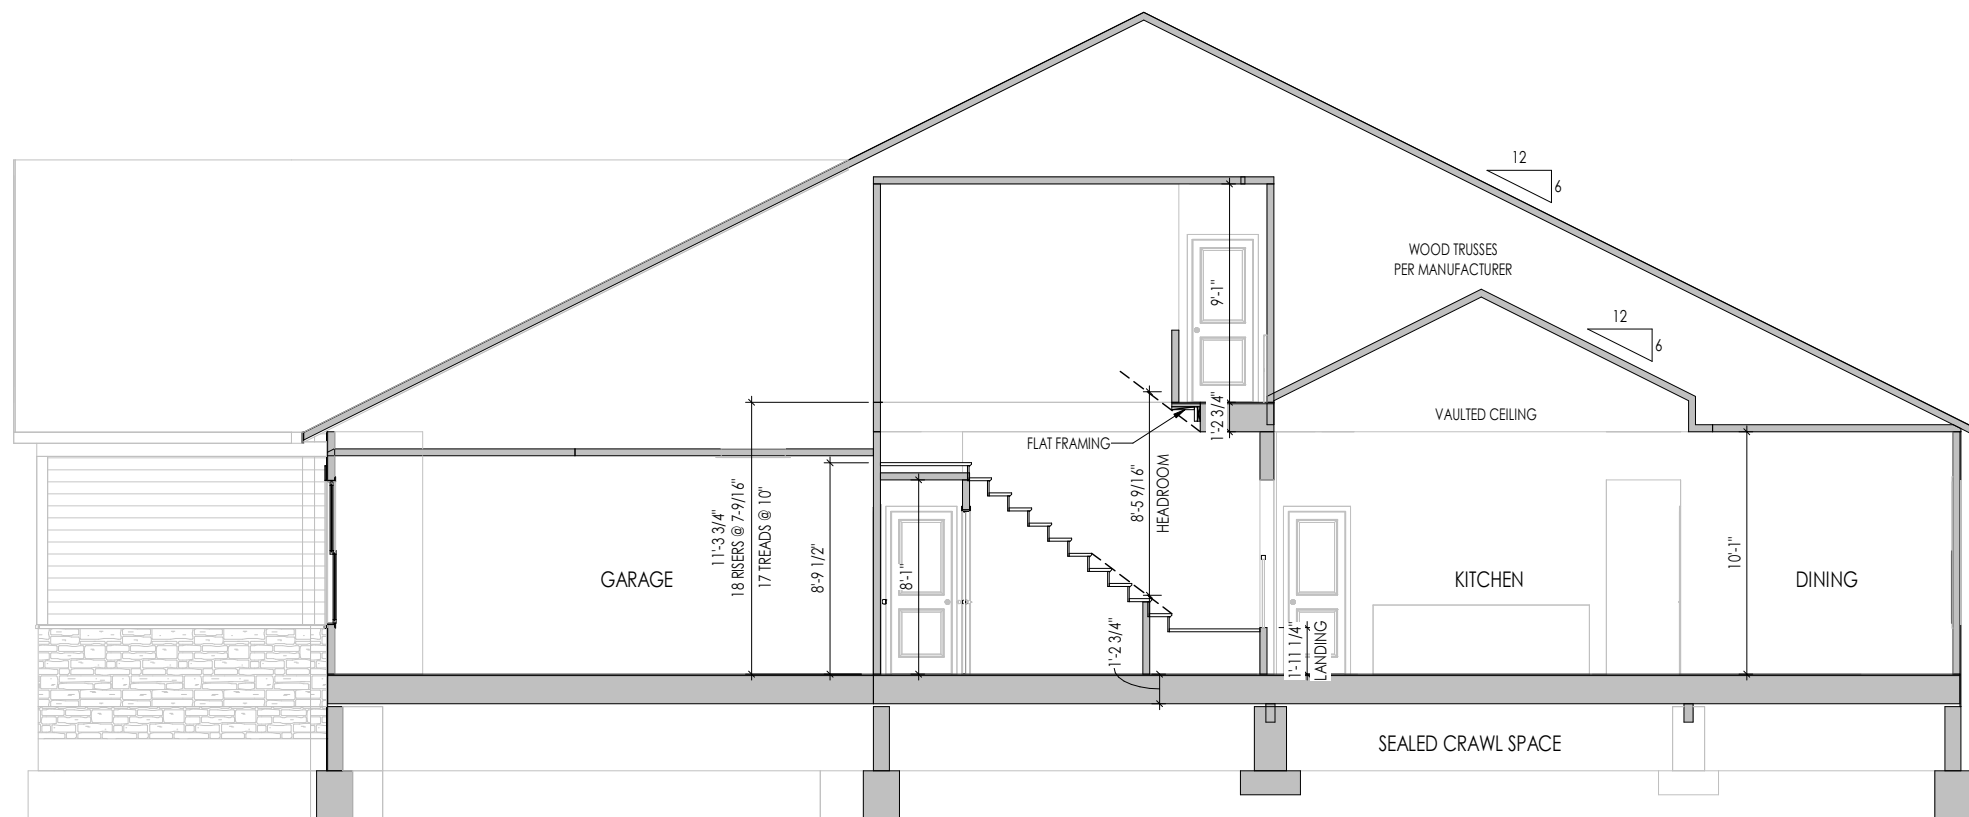 12
6
WOOD TRUSSES
PER MANUFACTURER
9'-1"
12
6
1'-2 3/4"
VAULTED CEILING
FLAT FRAMING
8'-5 9/16"
HEADROOM
11'-3 3/4"
18 RISERS @ 7-9/16"
17 TREADS @ 10"
8'-9 1/2"
8'-1"
GARAGE
KITCHEN
10'-1"
DINING
1'-2 3/4"
1'-11 1/4"
LANDING
SEALED CRAWL SPACE